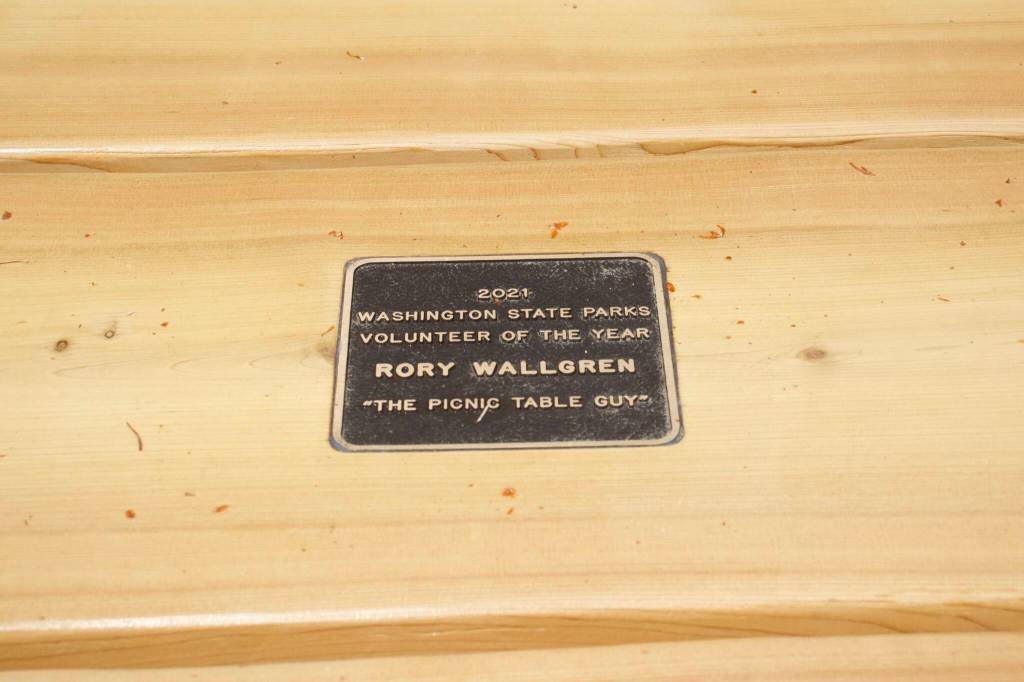 2021
WASHINGTON STATE PARKS
VOLUNTEER OF THE YEAR
RORY WALLGREN
"THE PICNIC TABLE GUY"